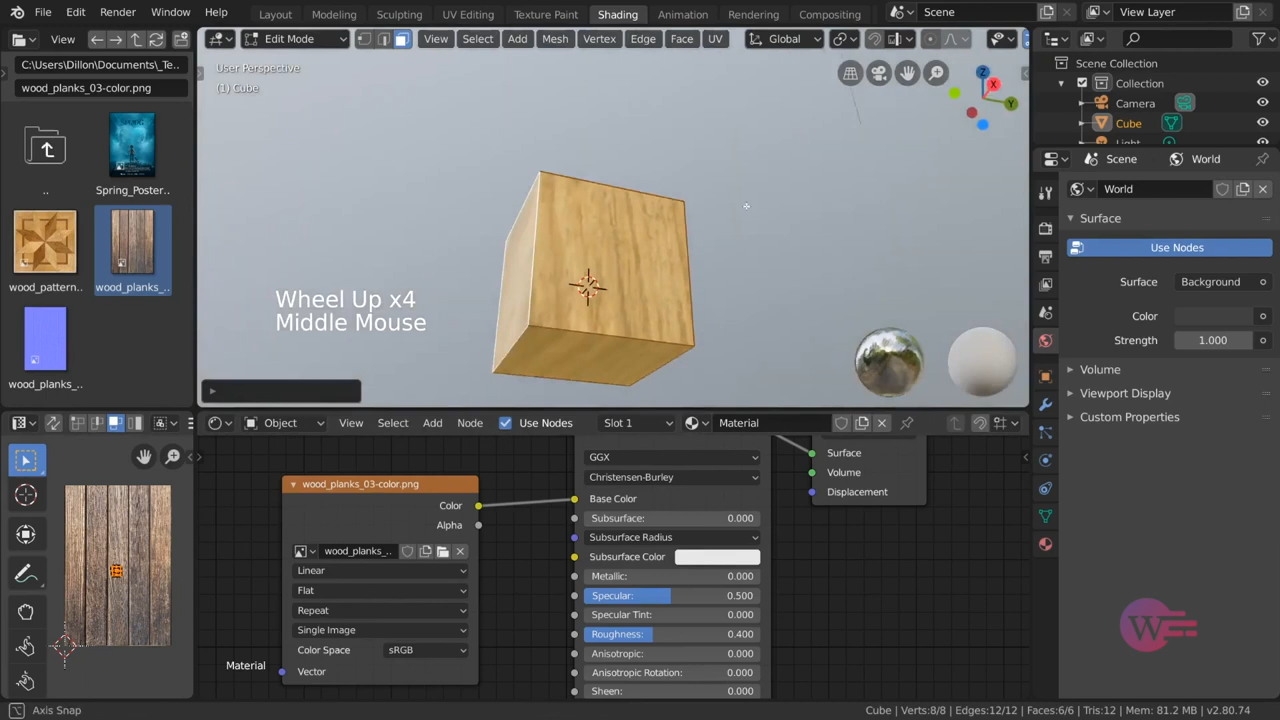 File Edit Render Window Help Layout Modeling Sculpting UV Editing Texture Paint Shading Animation Rendering Compositing Scene View Layer
View
Edit Mode View Select Add Mesh Vertex Edge Face UV Global
C:\Users\Dillon\Documents\_Te..
wood_planks_03-color.png
User Perspective
(1) Cube
Z
X
Y
..
Spring_Poster..
wood_pattern..
wood_planks_..
wood_planks_..
Wheel Up x4
Middle Mouse
Scene Collection
Collection
Camera
Cube
Light
Scene World
World
Surface
Use Nodes
Surface Background
Color
Strength 1.000
Volume
Viewport Display
Custom Properties
Object View Select Add Node Use Nodes Slot 1 Material
wood_planks_03-color.png
Color
Alpha
wood_planks_..
Linear
Flat
Repeat
Single Image
Color Space sRGB
Vector
Material
GGX
Christensen-Burley
Base Color
Subsurface: 0.000
Subsurface Radius
Subsurface Color
Metallic: 0.000
Specular: 0.500
Specular Tint: 0.000
Roughness: 0.400
Anisotropic: 0.000
Anisotropic Rotation: 0.000
Sheen: 0.000
Surface
Volume
Displacement
W
Axis Snap
Cube | Verts:8/8 | Edges:12/12 | Faces:6/6 | Tris:12 | Mem: 81.2 MB | v2.80.74